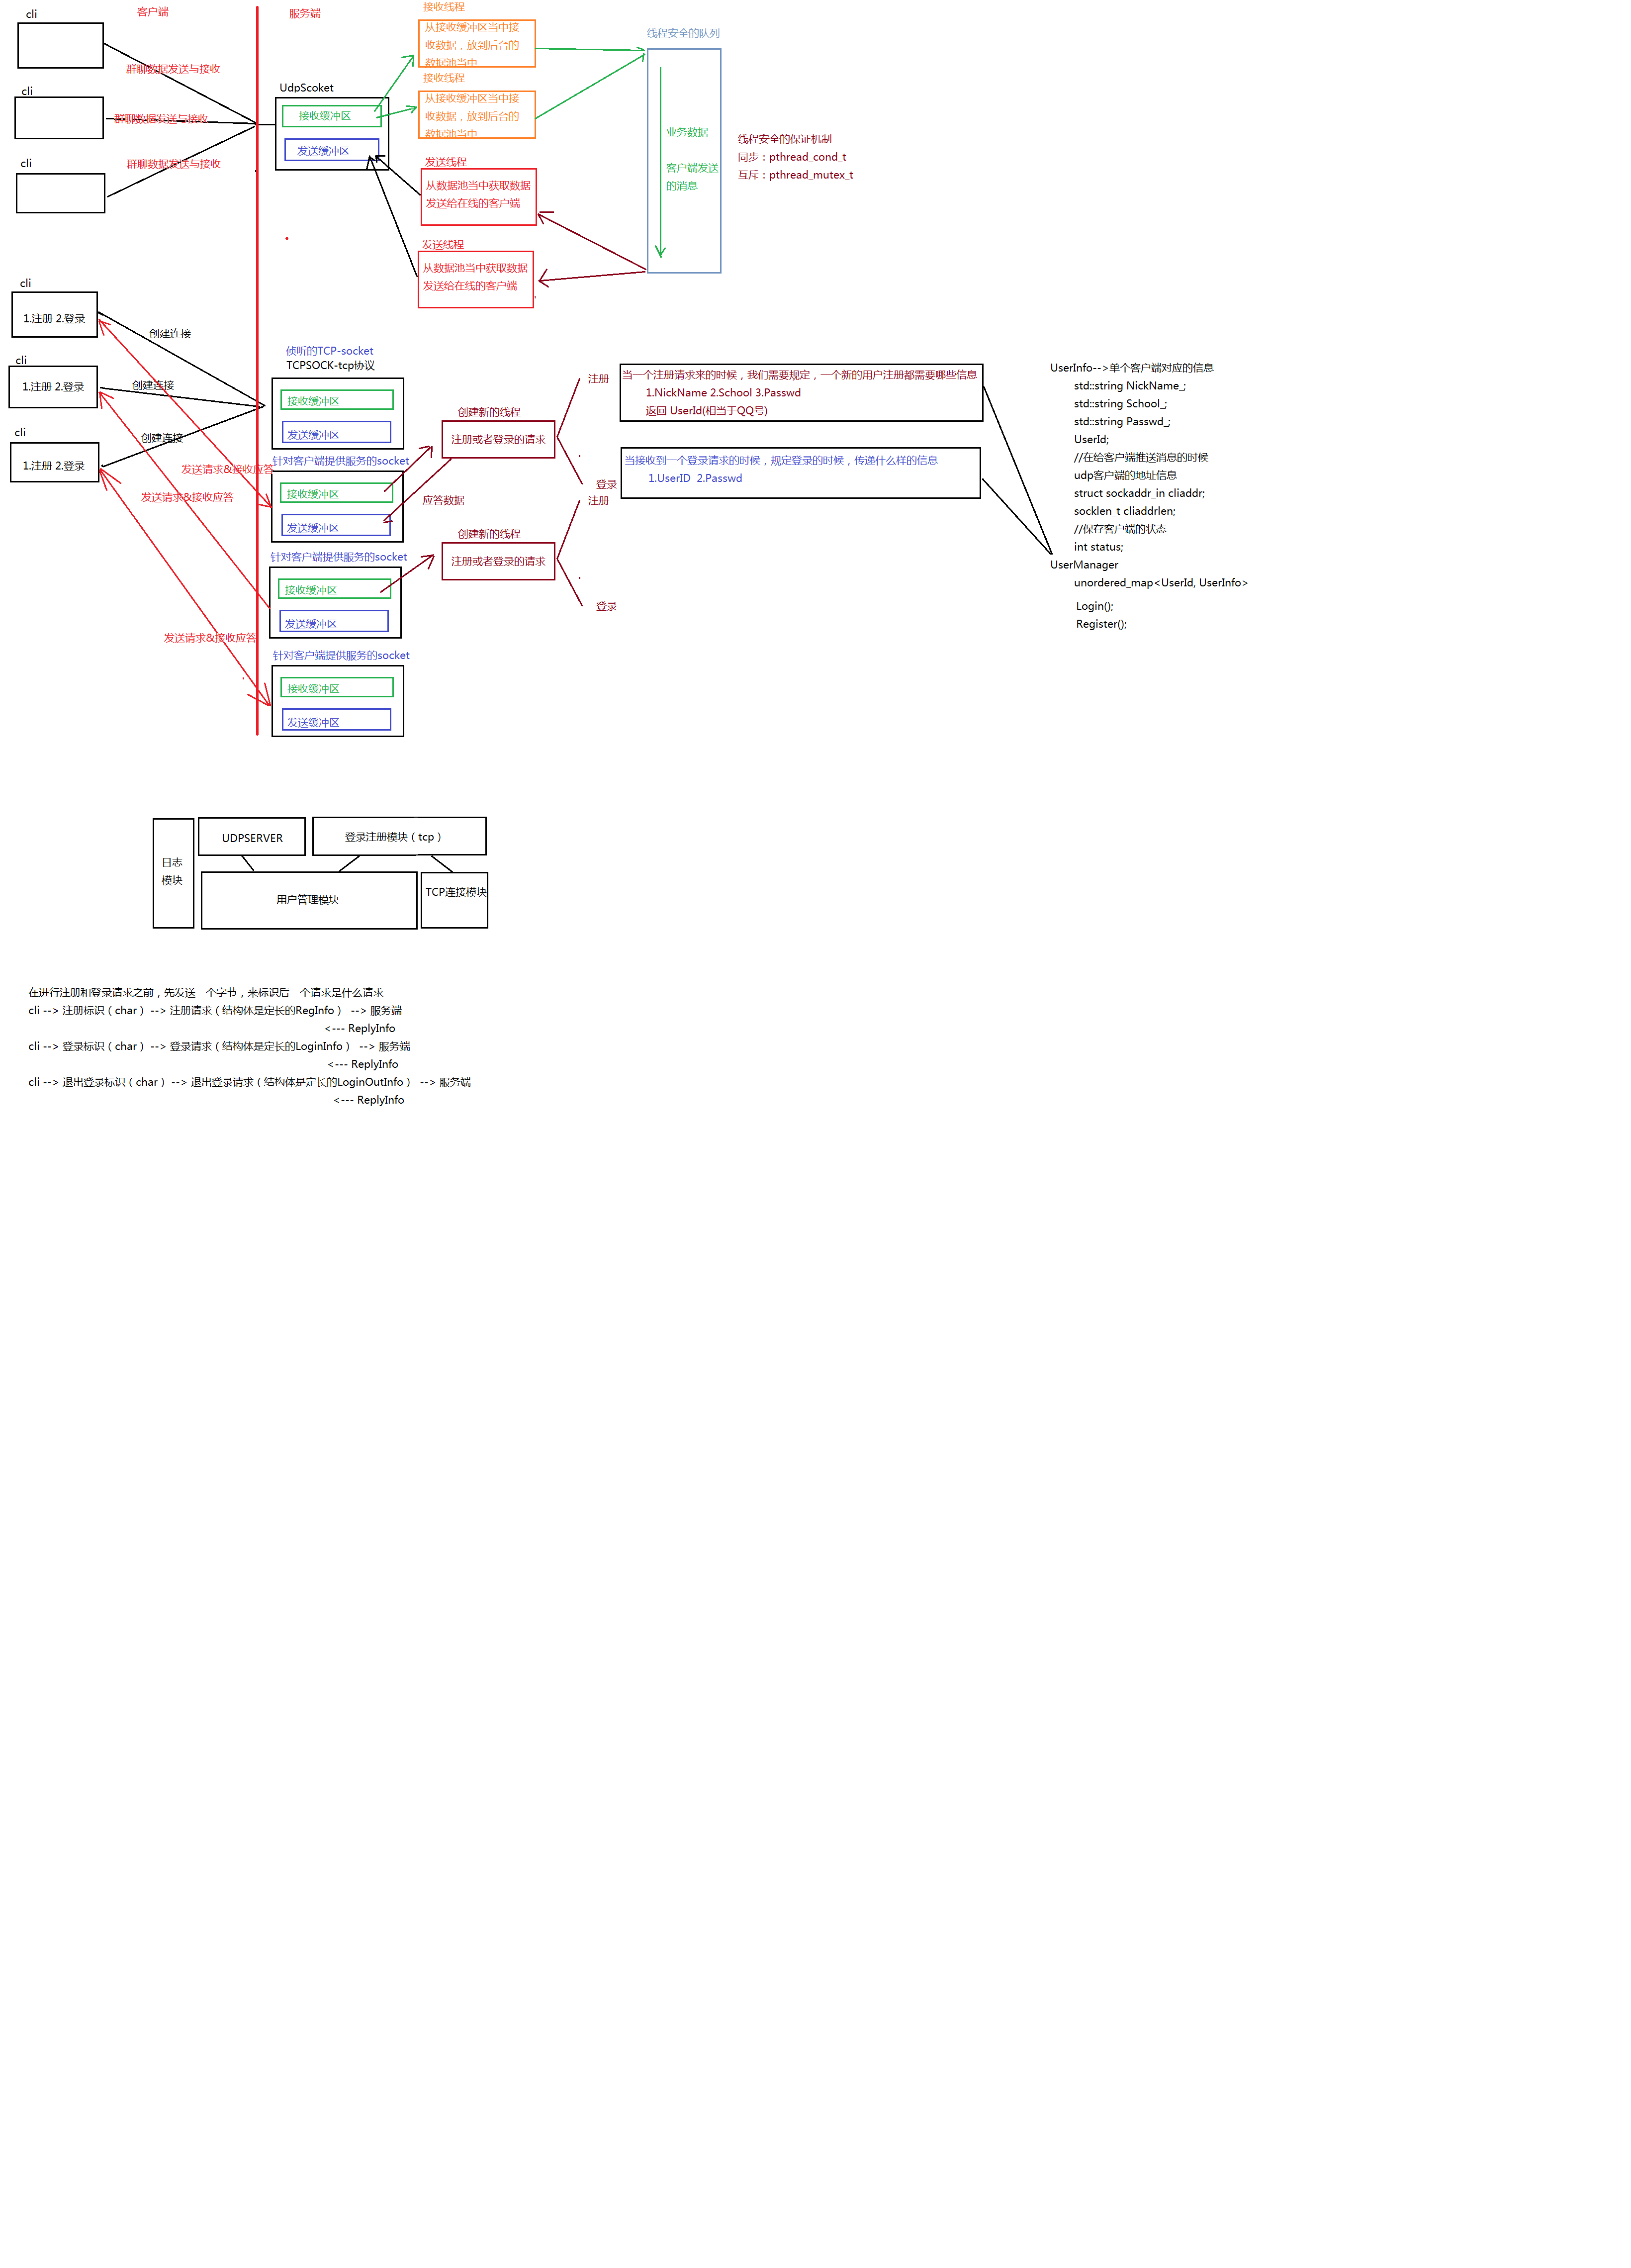 cli
客户端
服务端
群聊数据发送与接收
cli
群聊数据发送与接收
cli
群聊数据发送与接收
UdpScoket
接收缓冲区
发送缓冲区
接收线程
从接收缓冲区当中接
收数据，放到后台的
数据池当中
接收线程
从接收缓冲区当中接
收数据，放到后台的
数据池当中
发送线程
从数据池当中获取数据
发送给在线的客户端
发送线程
从数据池当中获取数据
发送给在线的客户端
线程安全的队列
业务数据
客户端发送
的消息
线程安全的保证机制
同步：pthread_cond_t
互斥：pthread_mutex_t
cli
1.注册 2.登录
创建连接
cli
1.注册 2.登录
创建连接
cli
1.注册 2.登录
创建连接
侦听的TCP-socket
TCPSOCK-tcp协议
接收缓冲区
发送缓冲区
发送请求&接收应答
针对客户端提供服务的socket
接收缓冲区
发送缓冲区
发送请求&接收应答
针对客户端提供服务的socket
接收缓冲区
发送缓冲区
发送请求&接收应答
针对客户端提供服务的socket
接收缓冲区
发送缓冲区
创建新的线程
注册或者登录的请求
应答数据
注册
登录
创建新的线程
注册或者登录的请求
注册
登录
当一个注册请求来的时候，我们需要规定，一个新的用户注册都需要哪些信息
1.NickName 2.School 3.Passwd
返回 UserId(相当于QQ号)
当接收到一个登录请求的时候，规定登录的时候，传递什么样的信息
1.UserID 2.Passwd
UserInfo-->单个客户端对应的信息
std::string NickName_;
std::string School_;
std::string Passwd_;
UserId;
//在给客户端推送消息的时候
udp客户端的地址信息
struct sockaddr_in cliaddr;
socklen_t cliaddrlen;
//保存客户端的状态
int status;
UserManager
unordered_map<UserId, UserInfo>
Login();
Register();
日志
模块
UDPSERVER
登录注册模块（tcp）
用户管理模块
TCP连接模块
在进行注册和登录请求之前，先发送一个字节，来标识后一个请求是什么请求
cli --> 注册标识（char） --> 注册请求（结构体是定长的RegInfo） --> 服务端
<--- ReplyInfo
cli --> 登录标识（char） --> 登录请求（结构体是定长的LoginInfo） --> 服务端
<--- ReplyInfo
cli --> 退出登录标识（char） --> 退出登录请求（结构体是定长的LoginOutInfo） --> 服务端
<--- ReplyInfo